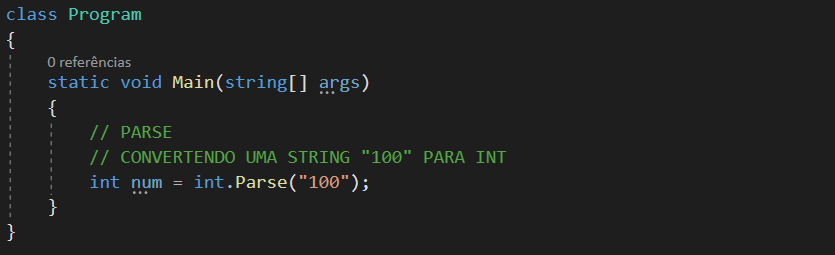 class Program
{
0 referências
static void Main(string[] args)
{
// PARSE
// CONVERTENDO UMA STRING "100" PARA INT
int num = int.Parse("100");
}
}